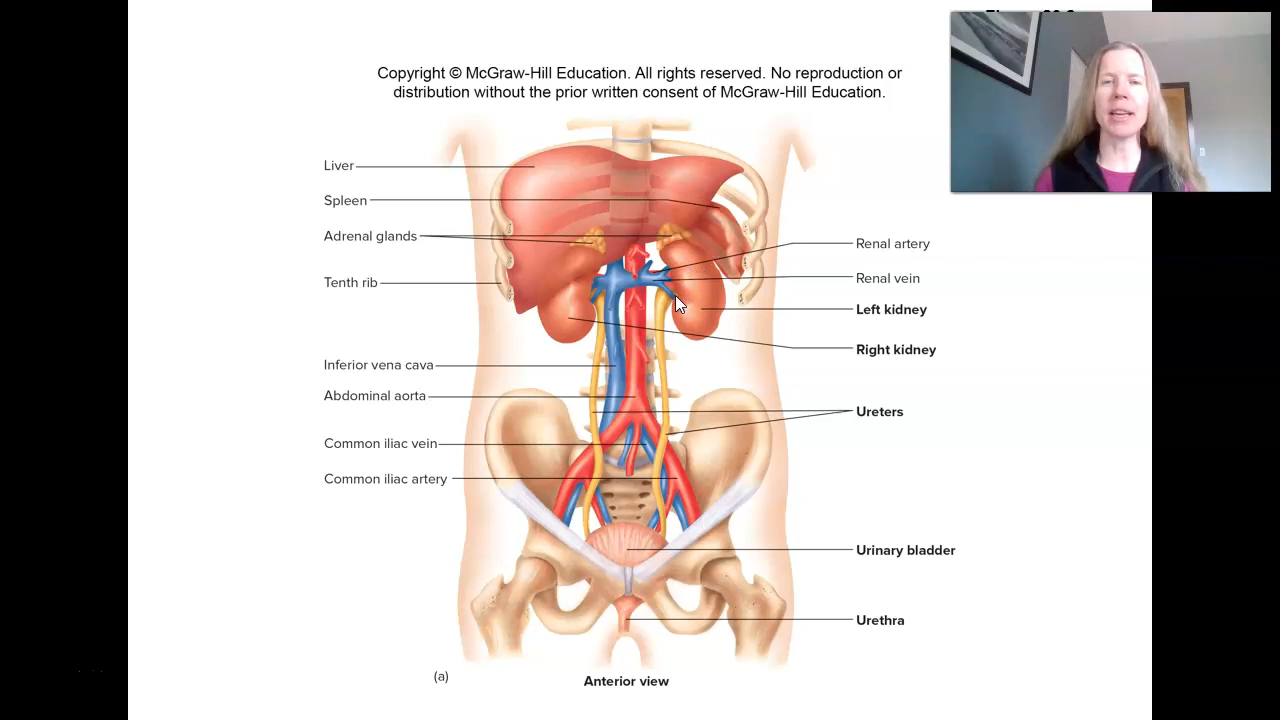 Copyright © McGraw-Hill Education. All rights reserved. No reproduction or
distribution without the prior written consent of McGraw-Hill Education.
Liver
Spleen
Adrenal glands
Tenth rib
Inferior vena cava
Abdominal aorta
Common iliac vein
Common iliac artery
Renal artery
Renal vein
Left kidney
Right kidney
Ureters
Urinary bladder
Urethra
(a)
Anterior view